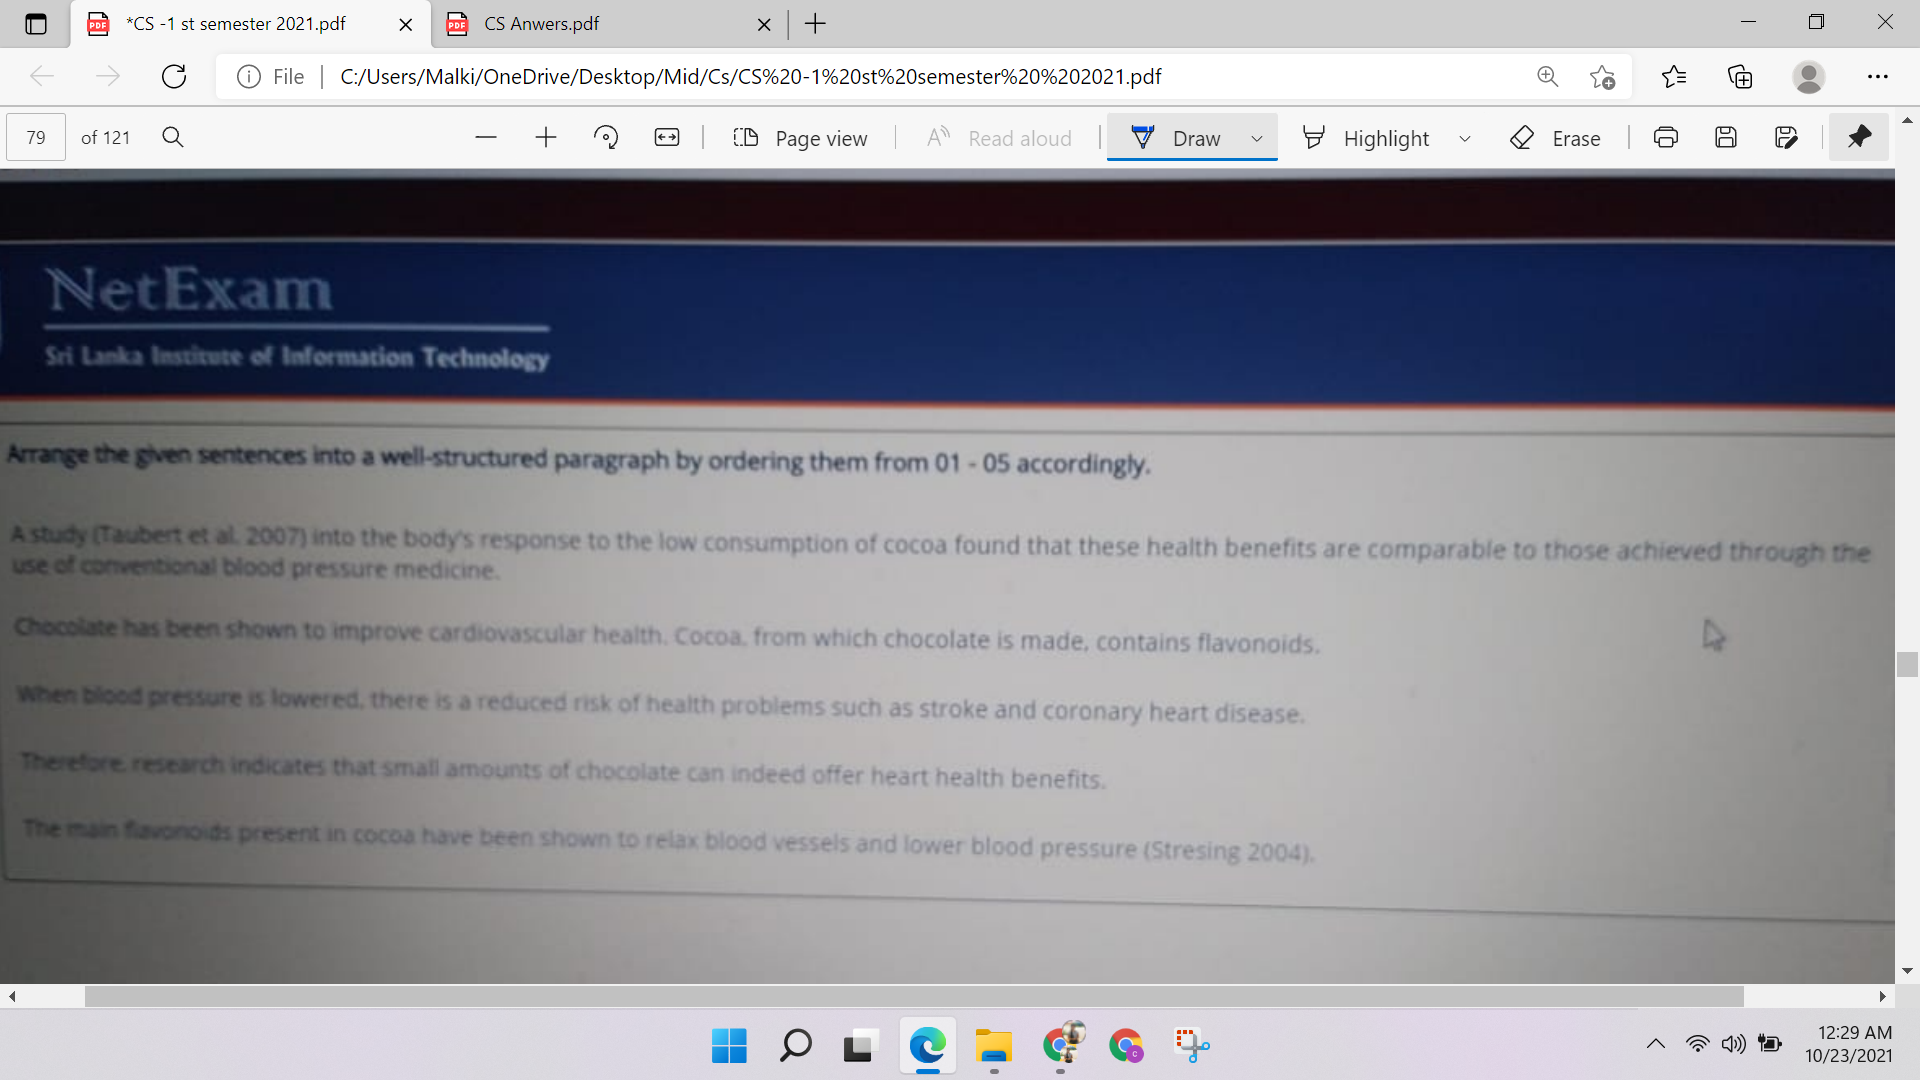 *CS -1 st semester 2021.pdf
CS Anwers.pdf
File
C:/Users/Malki/OneDrive/Desktop/Mid/Cs/CS%20-1%20st%20semester%20%202021.pdf
79 of 121
Page view
Read aloud
Draw
Highlight
Erase
NetExam
Sri Lanka Institute of Information Technology
Arrange the given sentences into a well-structured paragraph by ordering them from 01 - 05 accordingly.
A study (Taubert et al. 2007) into the body's response to the low consumption of cocoa found that these health benefits are comparable to those achieved through the
use of conventional blood pressure medicine.
Chocolate has been shown to improve cardiovascular health. Cocoa, from which chocolate is made, contains flavonoids.
When blood pressure is lowered, there is a reduced risk of health problems such as stroke and coronary heart disease.
Therefore, research indicates that small amounts of chocolate can indeed offer heart health benefits.
The main flavonoids present in cocoa have been shown to relax blood vessels and lower blood pressure (Stresing 2004).
12:29 AM
10/23/2021